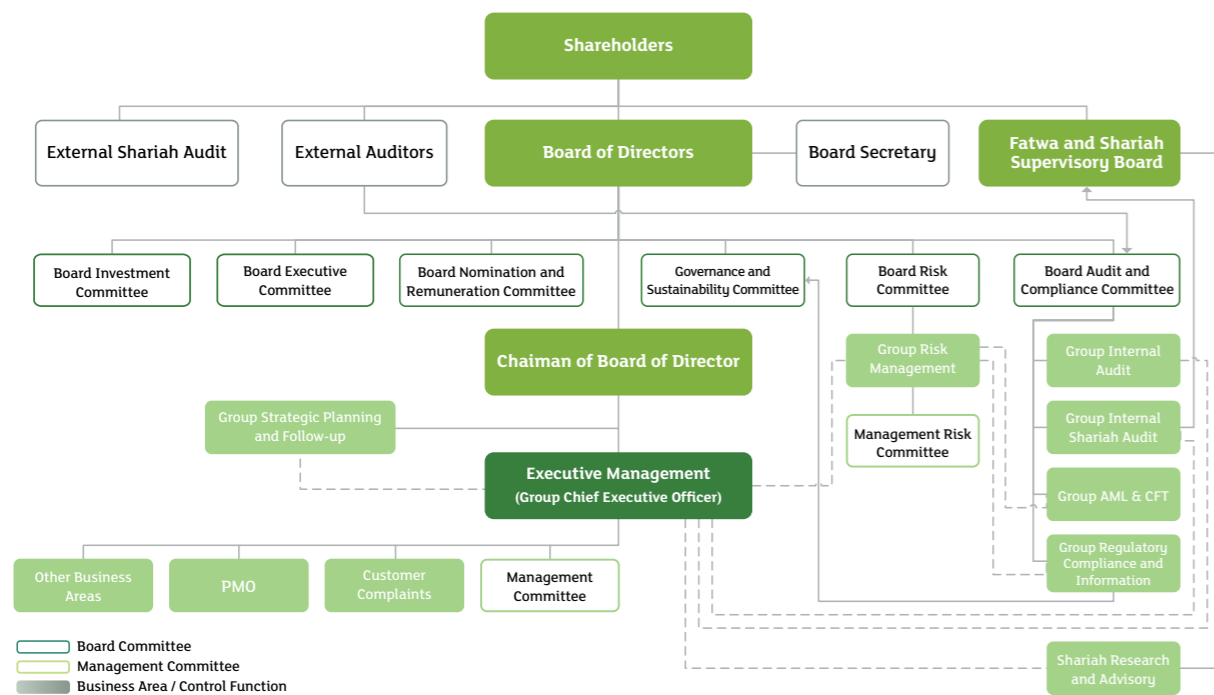 Shareholders
External Shariah Audit
External Auditors
Board of Directors
Board Secretary
Fatwa and Shariah
Supervisory Board
Board Investment
Committee
Board Executive
Committee
Board Nomination and
Remuneration Committee
Governance and
Sustainability Committee
Board Risk
Committee
Board Audit and
Compliance Committee
Chaiman of Board of Director
Group Risk
Management
Group Internal
Audit
Group Strategic Planning
and Follow-up
Management Risk
Committee
Group Internal
Shariah Audit
Executive Management
(Group Chief Executive Officer)
Group AML & CFT
Group Regulatory
Compliance and
Information
Other Business
Areas
PMO
Customer
Complaints
Management
Committee
Shariah Research
and Advisory
Board Committee
Management Committee
Business Area / Control Function